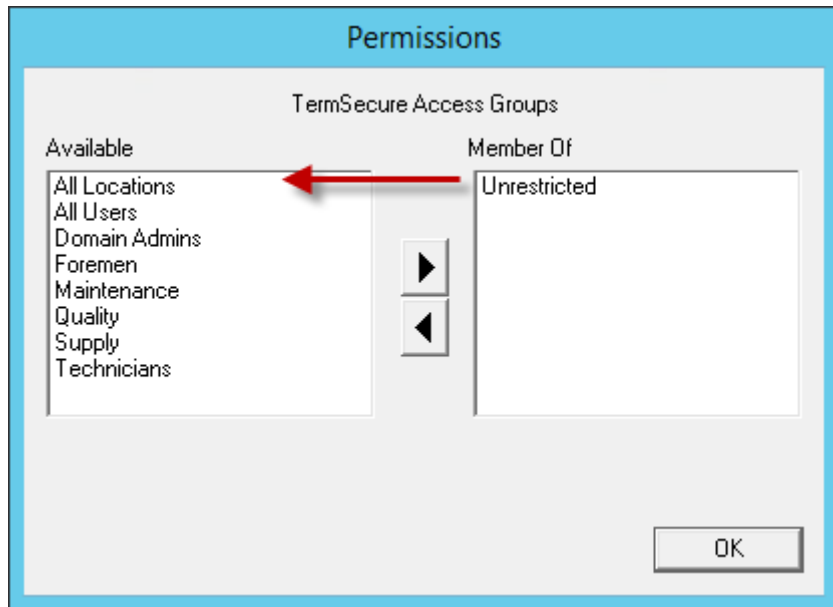 Permissions
TermSecure Access Groups
Available
All Locations
All Users
Domain Admins
Foremen
Maintenance
Quality
Supply
Technicians
Member Of
Unrestricted
OK